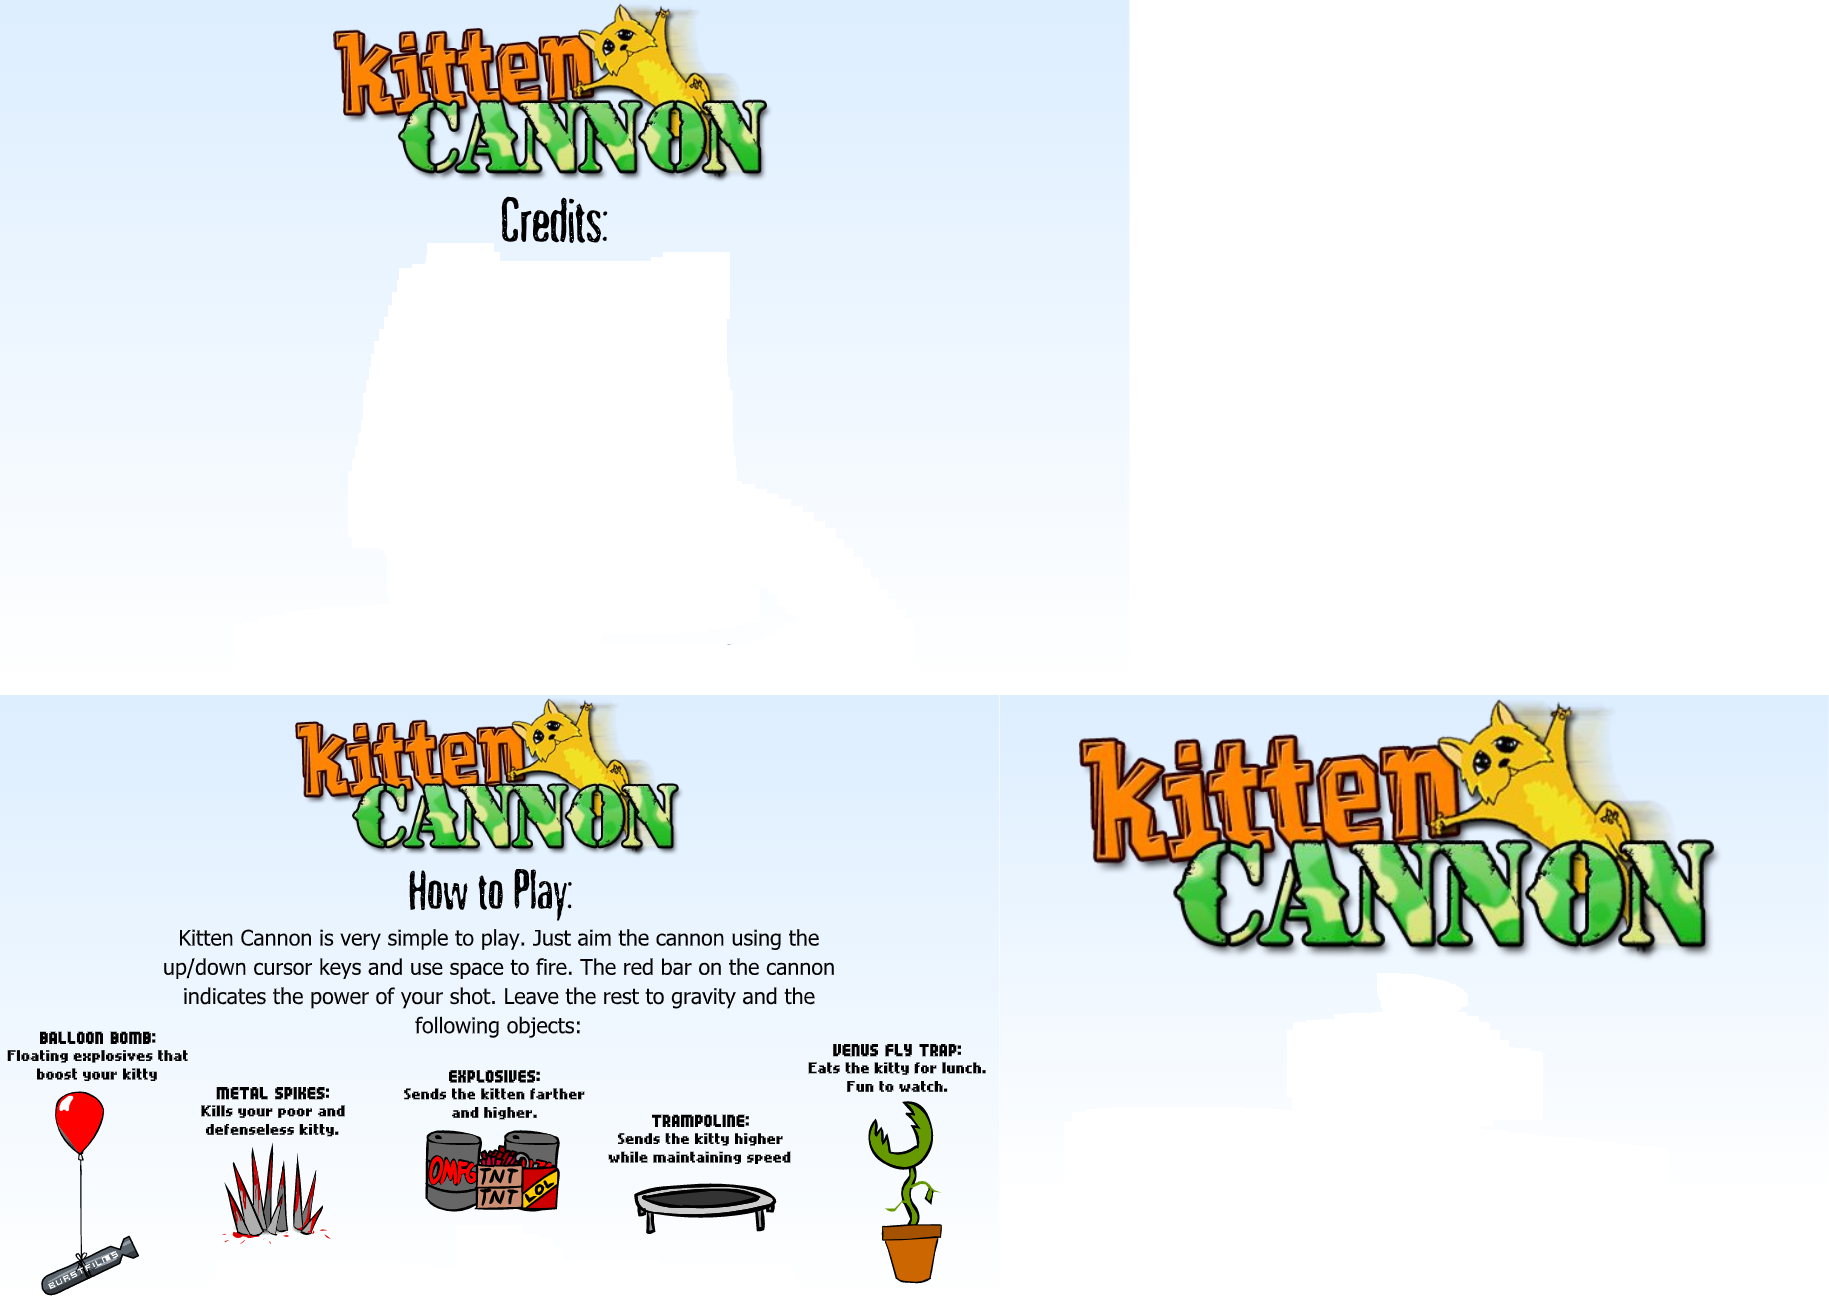 kitten
CANNON
Credits:
kitten
CANNON
How to Play:
Kitten Cannon is very simple to play. Just aim the cannon using the
up/down cursor keys and use space to fire. The red bar on the cannon
indicates the power of your shot. Leave the rest to gravity and the
following objects:
BALLOON BOMB:
Floating explosives that
boost your kitty
BURSTFILMS
METAL SPIKES:
Kills your poor and
defenseless kitty.
EXPLOSIVES:
Sends the kitten farther
and higher.
OMFG
TNT
TNT
LOL
TRAMPOLINE:
Sends the kitty higher
while maintaining speed
VENUS FLY TRAP:
Eats the kitty for lunch.
Fun to watch.
kitten
CANNON